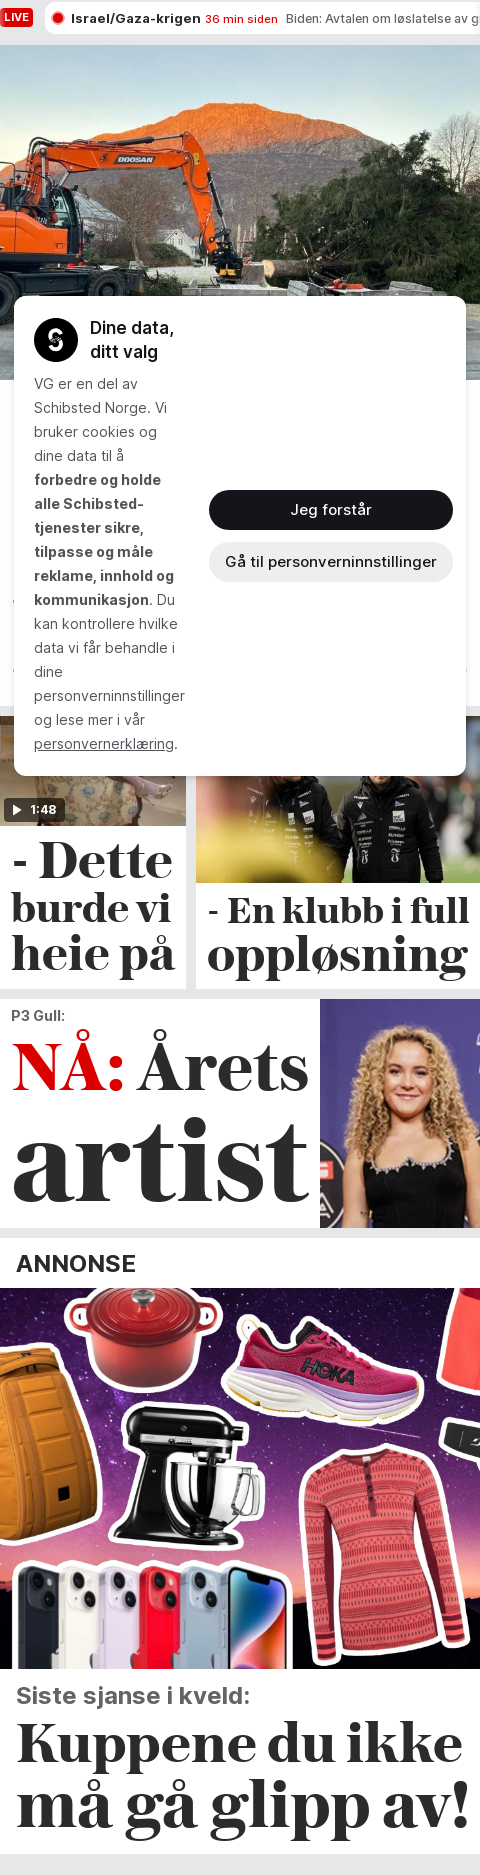 LIVE
Israel/Gaza-krigen 36 min siden Biden: Avtalen om løslatelse av
DOOSAN
Dine data,
ditt valg
VG er en del av
Schibsted Norge. Vi
bruker cookies og
dine data til å
forbedre og holde
alle Schibsted-
tjenester sikre,
tilpasse og måle
reklame, innhold og
kommunikasjon. Du
kan kontrollere hvilke
data vi får behandle i
dine
personverninnstillinger
og lese mer i vår
personvernerklæring.
Jeg forstår
Gå til personverninnstillinger
1:48
- Dette
burde vi
heie på
- En klubb i full
oppløsning
P3 Gull:
NÅ: Årets
artist
ANNONSE
HOKA
Siste sjanse i kveld:
Kuppene du ikke
må gå glipp av!